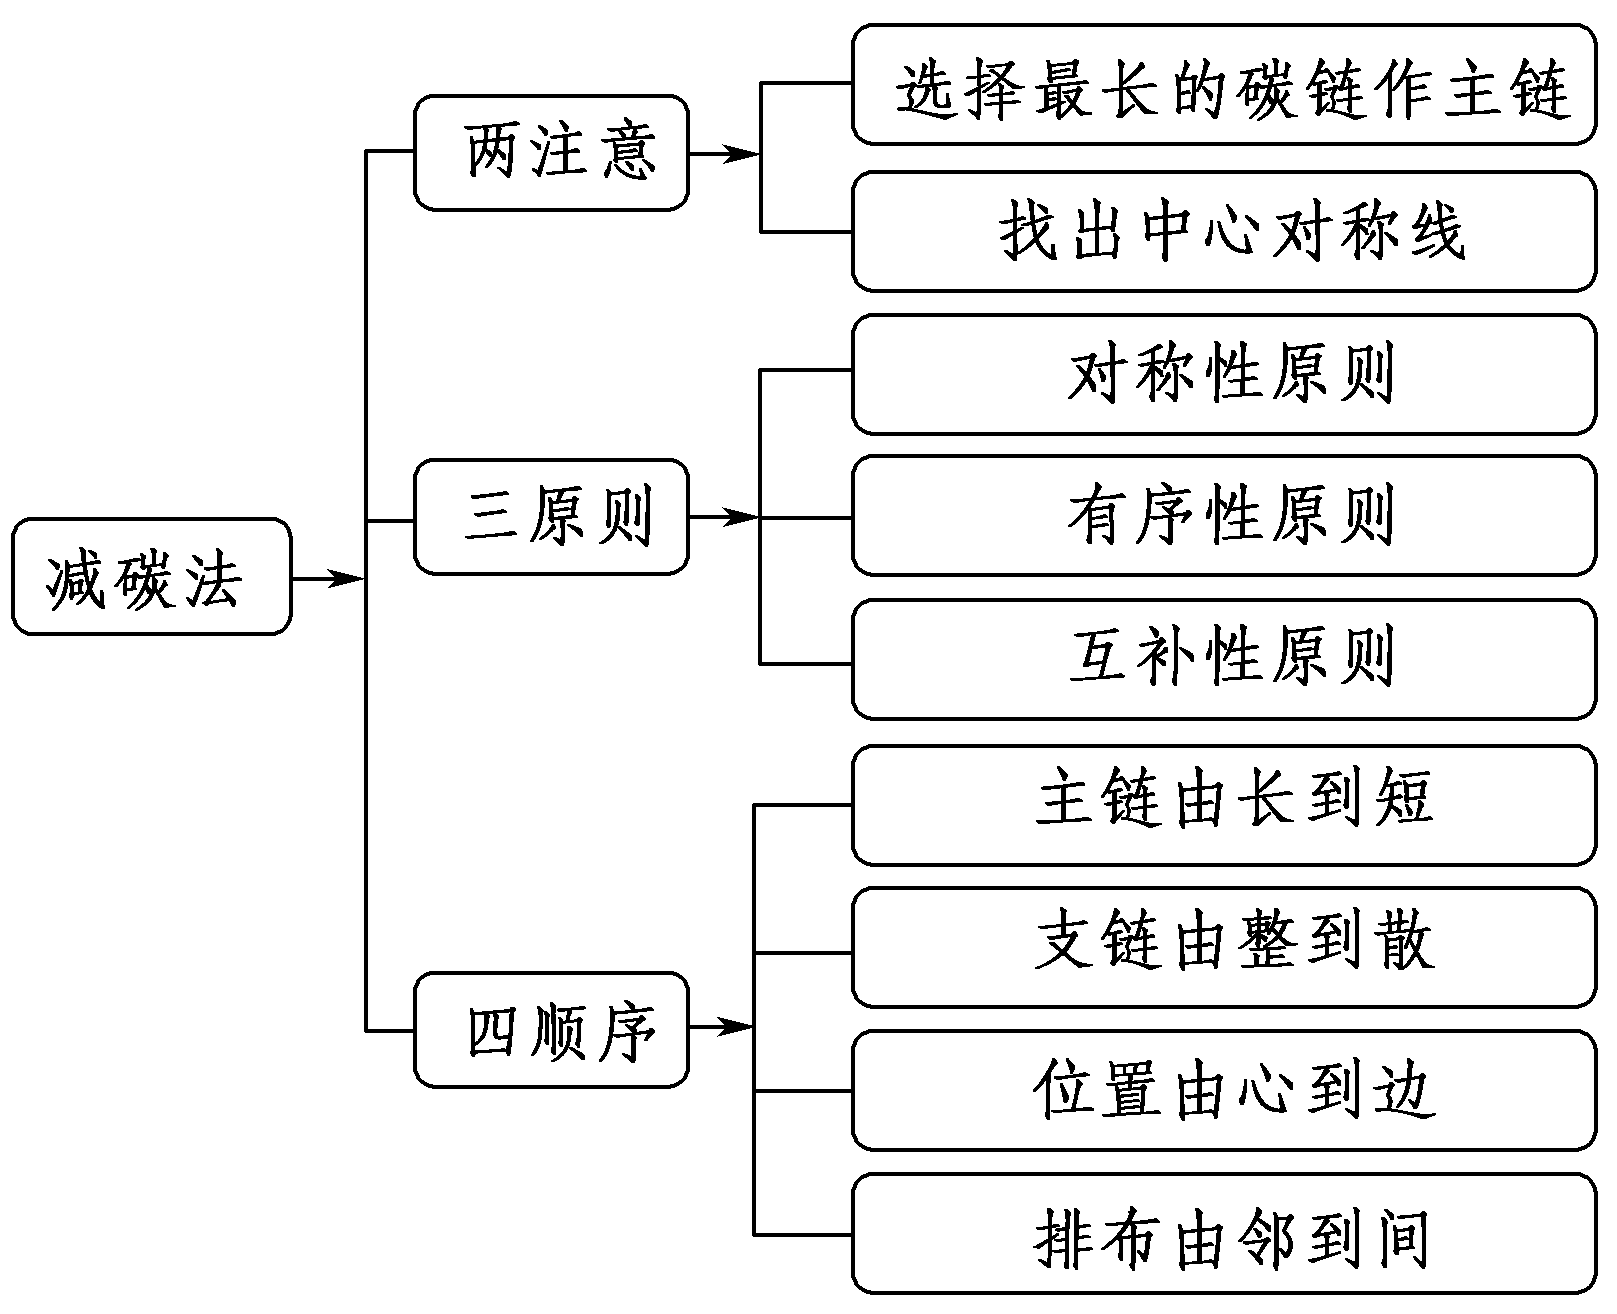 减碳法
两注意
选择最长的碳链作主链
找出中心对称线
三原则
对称性原则
有序性原则
互补性原则
四顺序
主链由长到短
支链由整到散
位置由心到边
排布由邻到间